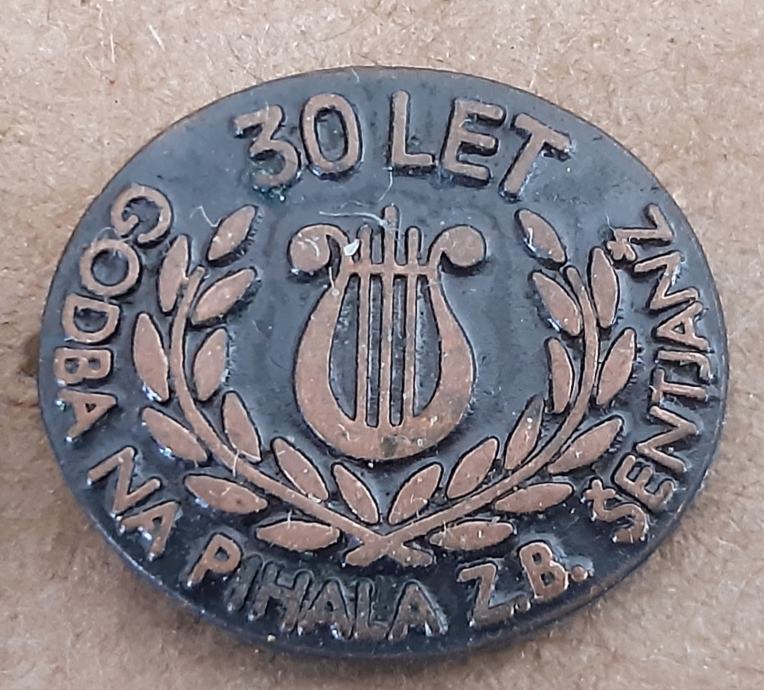 30 LET
GODBA NA PIHALA Z.B. ŠENTJANŽ